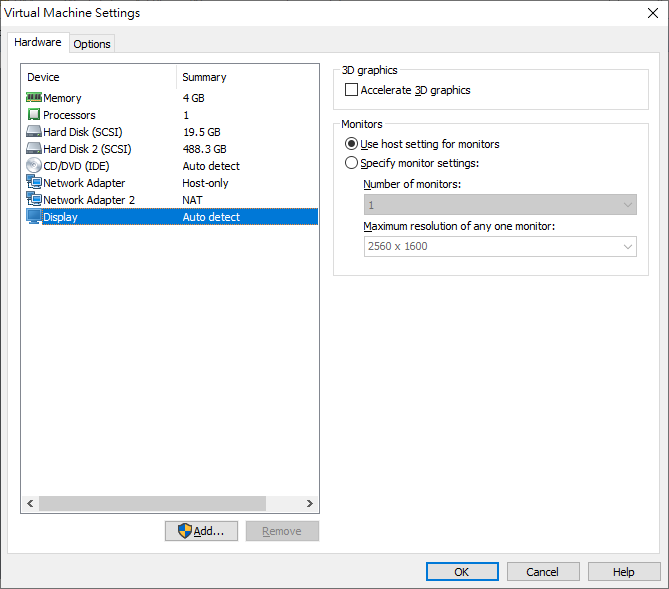 Virtual Machine Settings
Hardware Options
Device Summary
Memory 4 GB
Processors 1
Hard Disk (SCSI) 19.5 GB
Hard Disk 2 (SCSI) 488.3 GB
CD/DVD (IDE) Auto detect
Network Adapter Host-only
Network Adapter 2 NAT
Display Auto detect
Add... Remove
3D graphics
Accelerate 3D graphics
Monitors
Use host setting for monitors
Specify monitor settings:
Number of monitors:
1
Maximum resolution of any one monitor:
2560 x 1600
OK Cancel Help